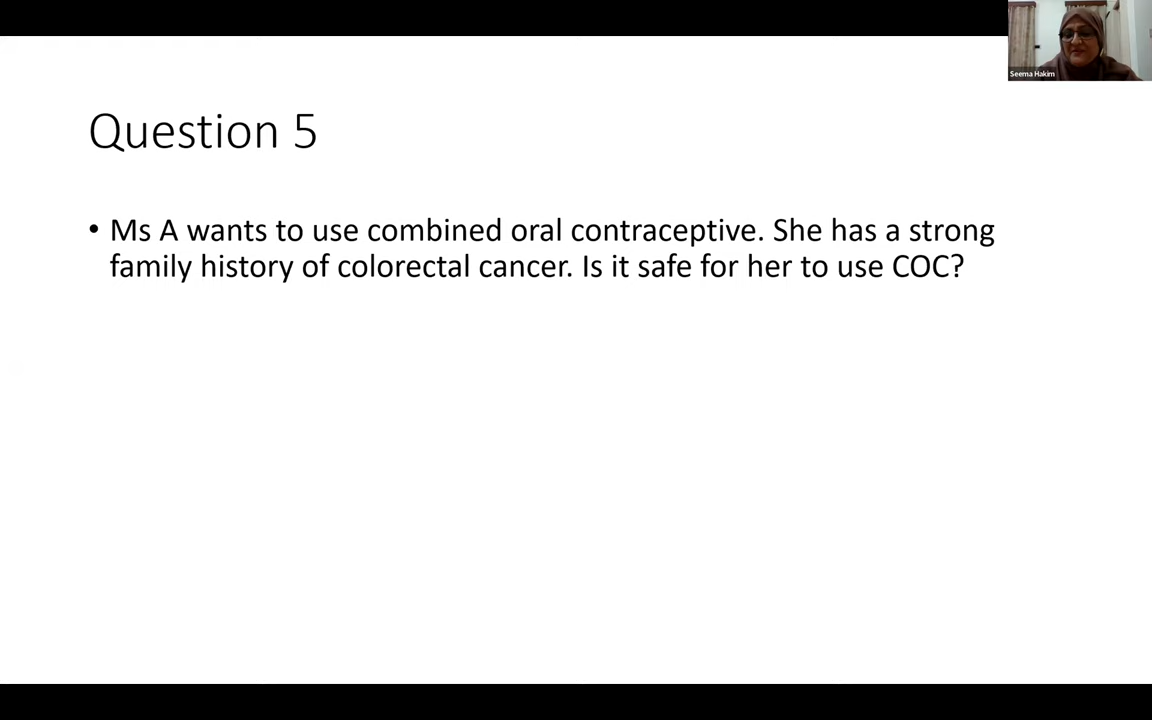 Seema Hakim
Question 5
• Ms A wants to use combined oral contraceptive. She has a strong
family history of colorectal cancer. Is it safe for her to use COC?